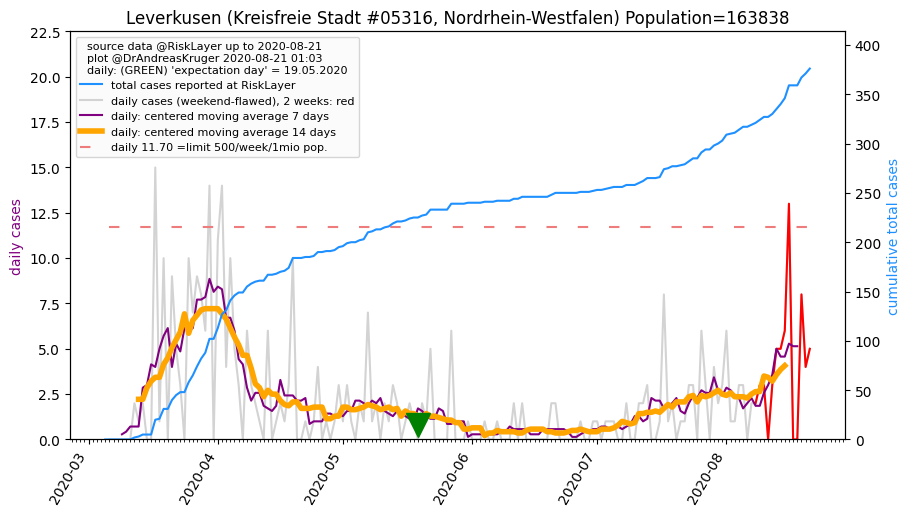 Leverkusen (Kreisfreie Stadt #05316, Nordrhein-Westfalen) Population=163838
source data @RiskLayer up to 2020-08-21
plot @DrAndreasKruger 2020-08-21 01:03
daily: (GREEN) 'expectation day' = 19.05.2020
total cases reported at RiskLayer
daily cases (weekend-flawed), 2 weeks: red
daily: centered moving average 7 days
daily: centered moving average 14 days
daily 11.70 =limit 500/week/1mio pop.
daily cases
22.5
20.0
17.5
15.0
12.5
10.0
7.5
5.0
2.5
0.0
400
350
300
250
200
150
100
50
0
cumulative total cases
2020-03
2020-04
2020-05
2020-06
2020-07
2020-08